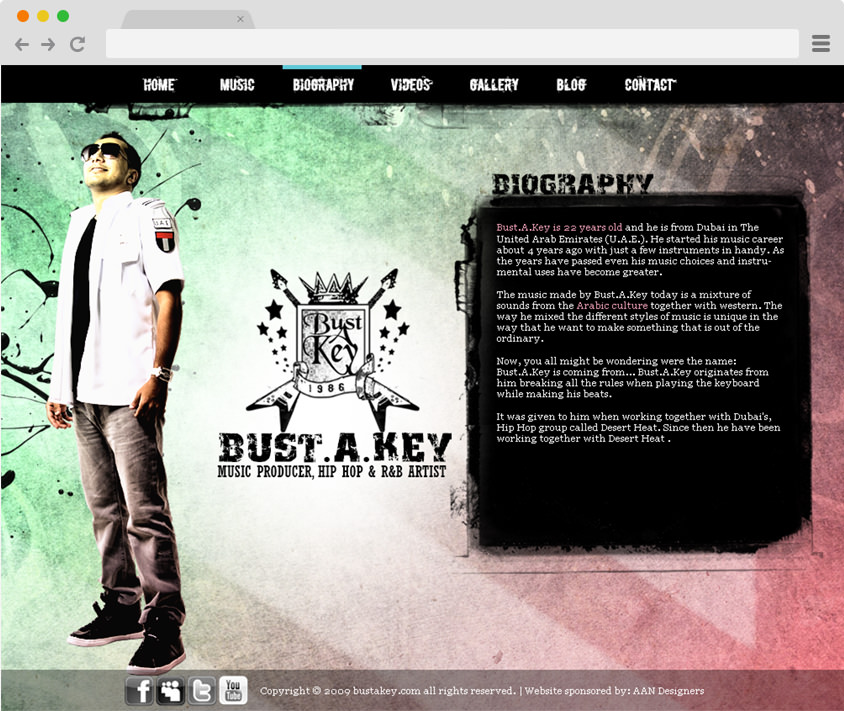 HOME MUSIC BIOGRAPHY VIDEOS GALLERY BLOG CONTACT
BIOGRAPHY
Bust.A.Key is 22 years old and he is from Dubai in The
United Arab Emirates (U.A.E.). He started his music career
about 4 years ago with just a few instruments in handy. As
the years have passed even his music choices and instru-
mental uses have become greater.
The music made by Bust.A.Key today is a mixture of
sounds from the Arabic culture together with western. The
way he mixed the different styles of music is unique in the
way that he want to make something that is out of the
ordinary.
Now, you all might be wondering were the name:
Bust.A.Key is coming from... Bust.A.Key originates from
him breaking all the rules when playing the keyboard
while making his beats.
It was given to him when working together with Dubai's,
Hip Hop group called Desert Heat. Since then he have been
working together with Desert Heat .
U.A.E
Bust
A
Key
1986
BUST.A.KEY
MUSIC PRODUCER, HIP HOP & R&B ARTIST
f t You
Tube
Copyright © 2009 bustakey.com all rights reserved. | Website sponsored by: AAN Designers